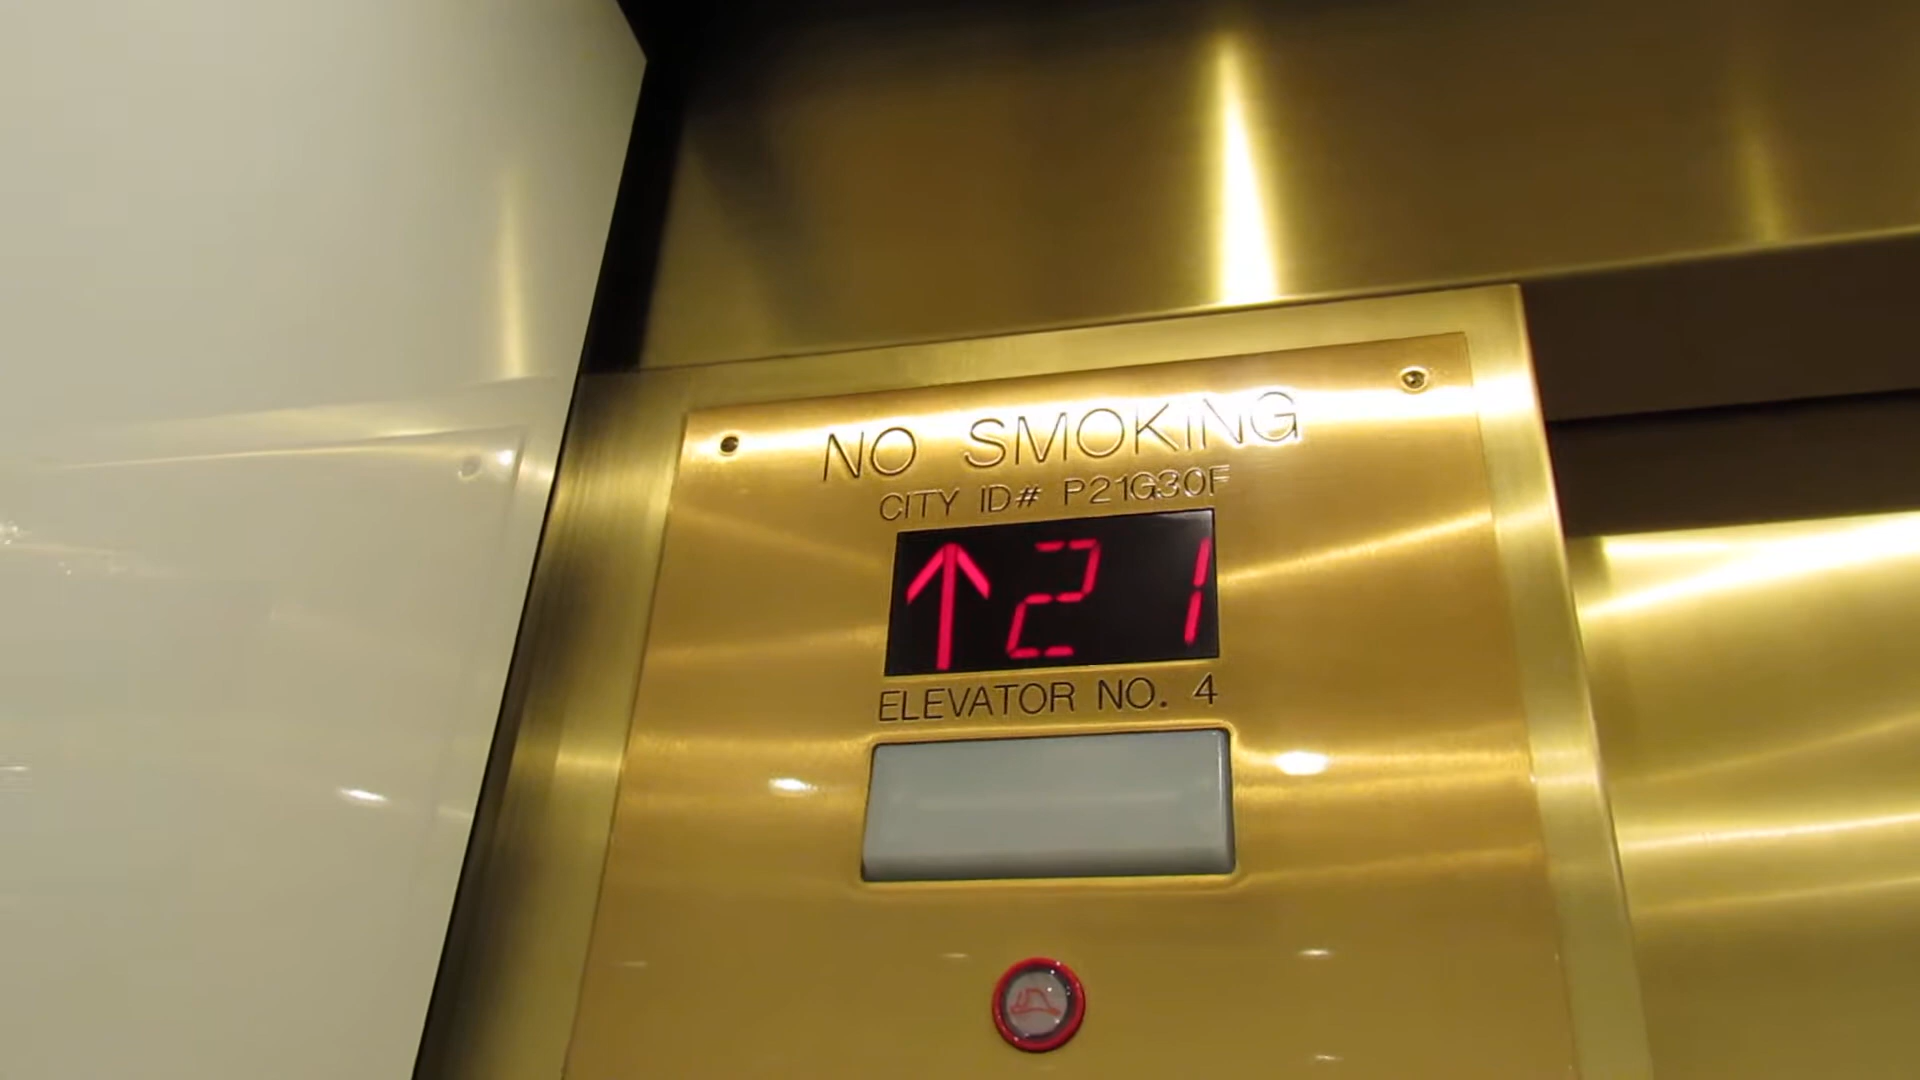 NO SMOKING
CITY ID# P21G30F
↑21
ELEVATOR NO. 4